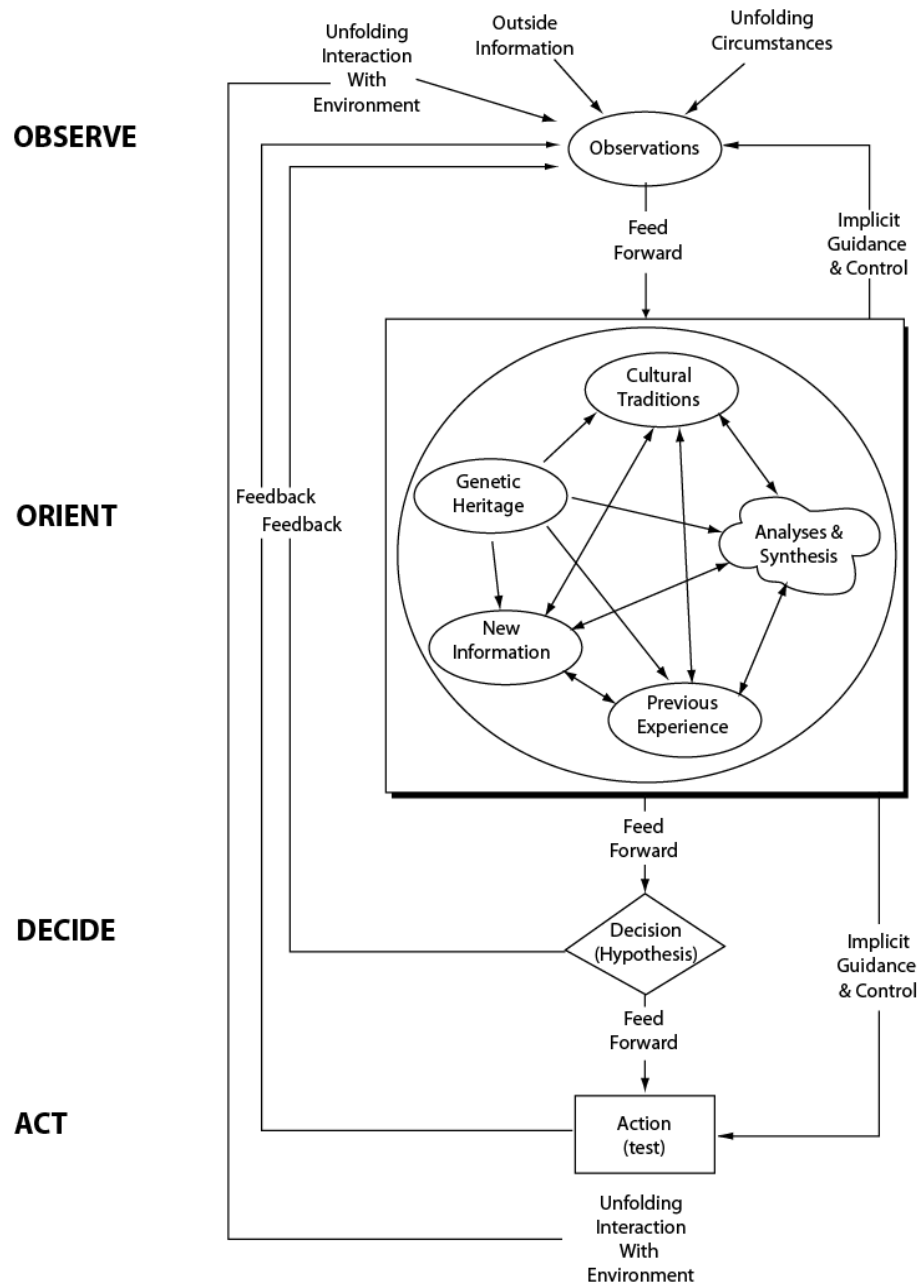 Unfolding
Interaction
With
Environment
Outside
Information
Unfolding
Circumstances
OBSERVE
Observations
Feed
Forward
Implicit
Guidance
& Control
Cultural
Traditions
Genetic
Heritage
ORIENT
Feedback
Feedback
Analyses &
Synthesis
New
Information
Previous
Experience
Feed
Forward
DECIDE
Decision
(Hypothesis)
Implicit
Guidance
& Control
Feed
Forward
ACT
Action
(test)
Unfolding
Interaction
With
Environment